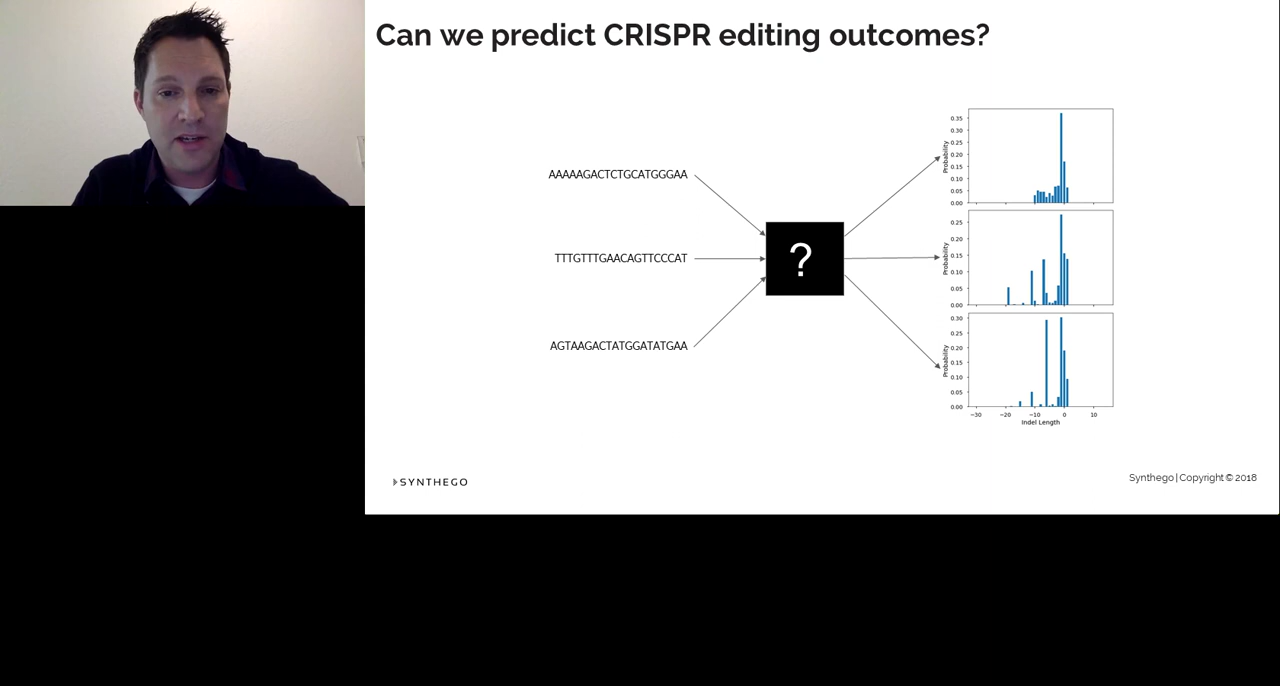 Can we predict CRISPR editing outcomes?
AAAAAGACTCTGCATGGGAA
TTTGTTTGAACAGTTCCCAT
AGTAAGACTATGGATATGAA
?
Probability
0.35
0.30
0.25
0.20
0.15
0.10
0.05
0.00
Probability
0.25
0.20
0.15
0.10
0.05
0.00
Probability
0.30
0.25
0.20
0.15
0.10
0.05
0.00
−30 −20 −10 0 10
Indel Length
SYNTHEGO
Synthego | Copyright © 2018